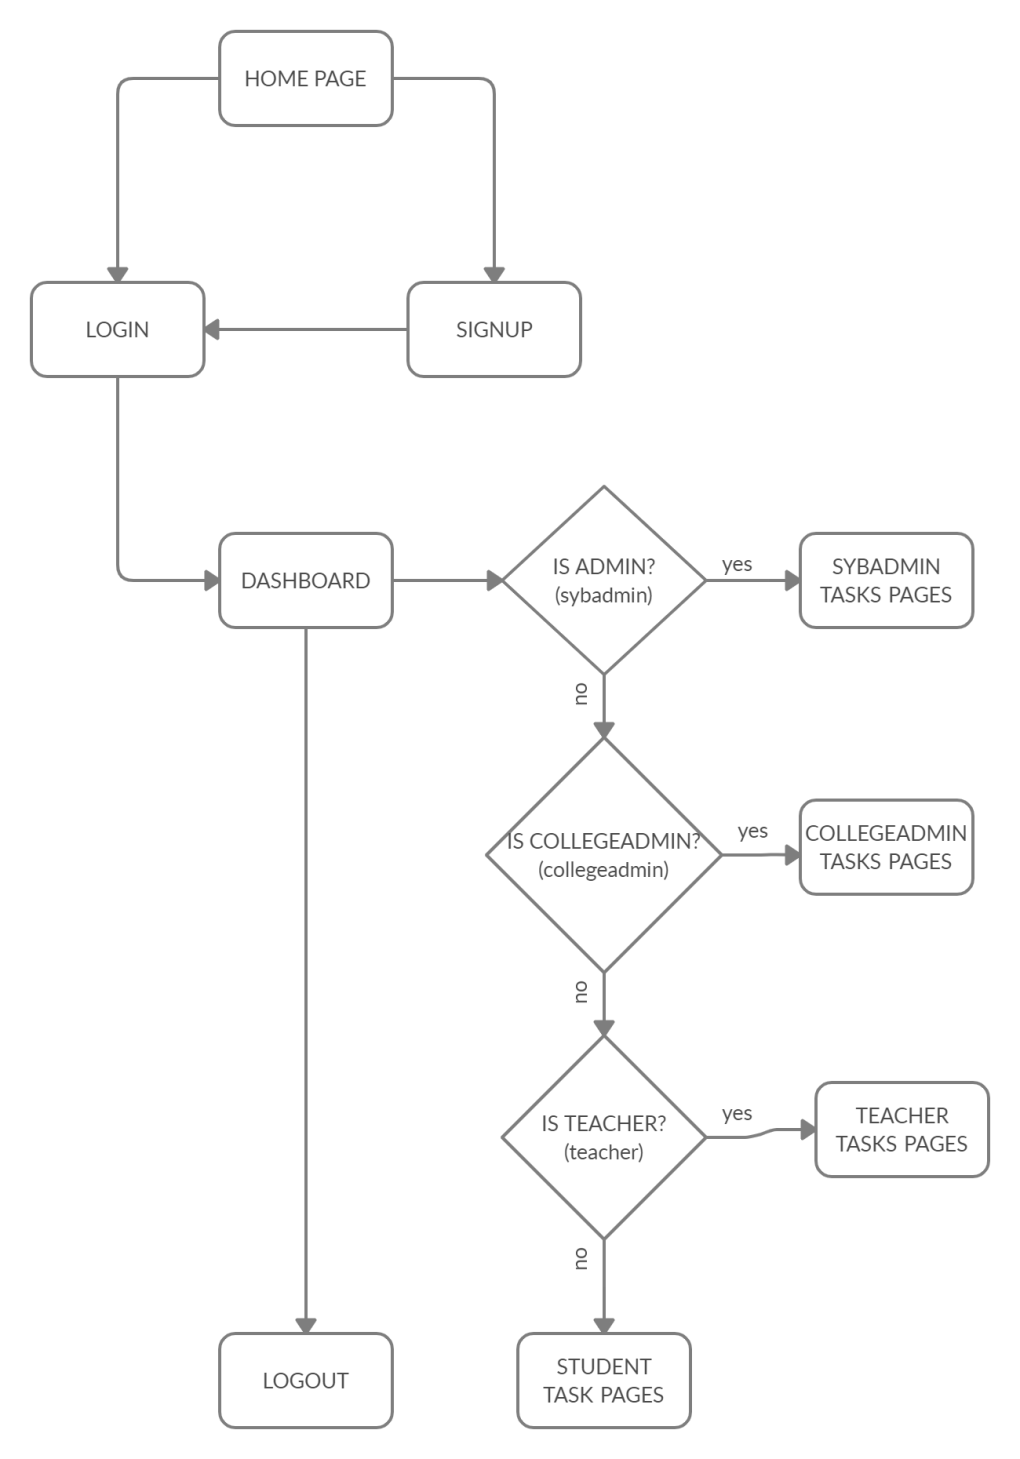 HOME PAGE
LOGIN
SIGNUP
DASHBOARD
IS ADMIN?
(sybadmin)
yes
SYBADMIN
TASKS PAGES
no
IS COLLEGEADMIN?
(collegeadmin)
yes
COLLEGEADMIN
TASKS PAGES
no
IS TEACHER?
(teacher)
yes
TEACHER
TASKS PAGES
no
LOGOUT
STUDENT
TASK PAGES